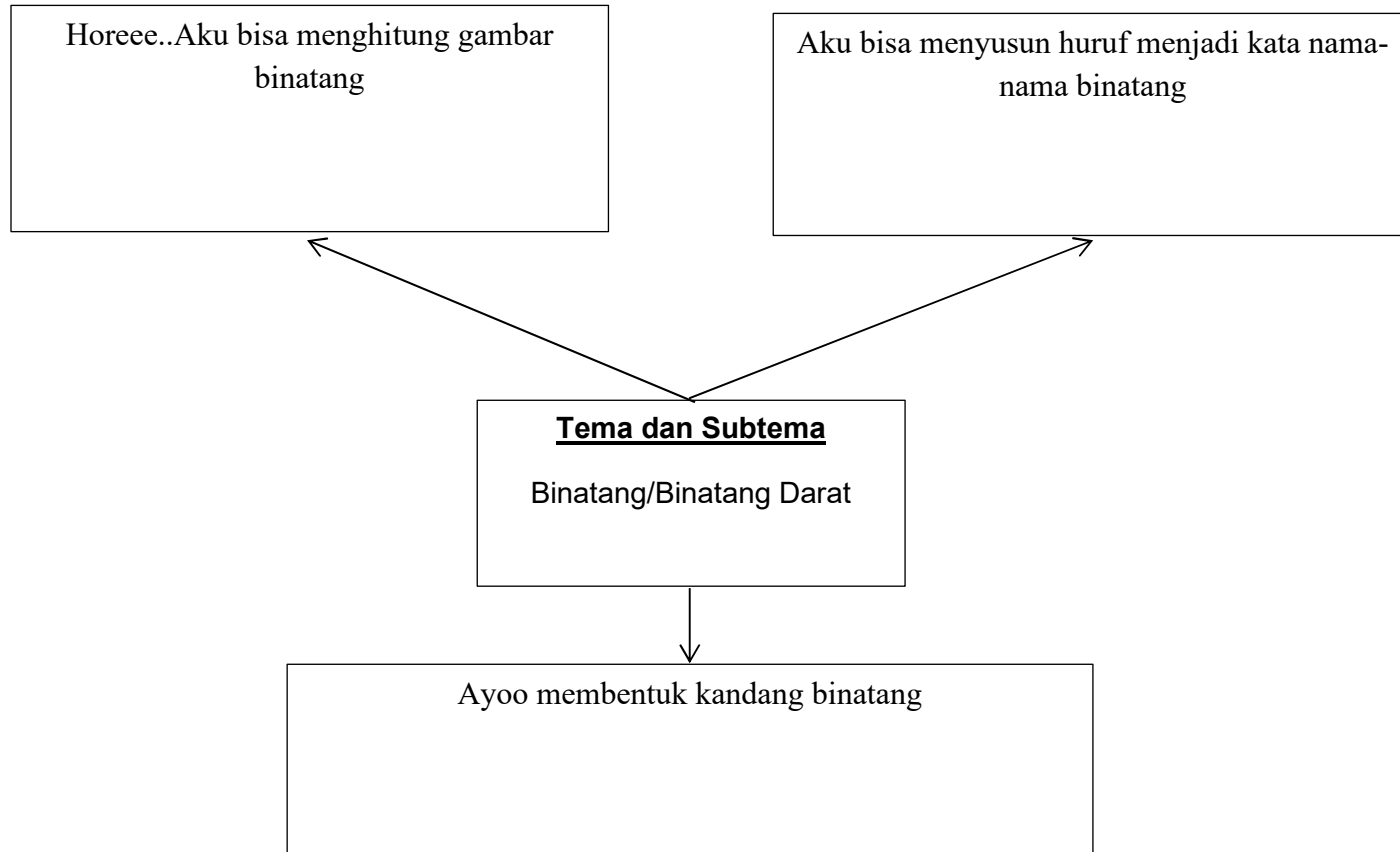 Horeee..Aku bisa menghitung gambar
binatang
Aku bisa menyusun huruf menjadi kata nama-
nama binatang
Tema dan Subtema
Binatang/Binatang Darat
Ayoo membentuk kandang binatang